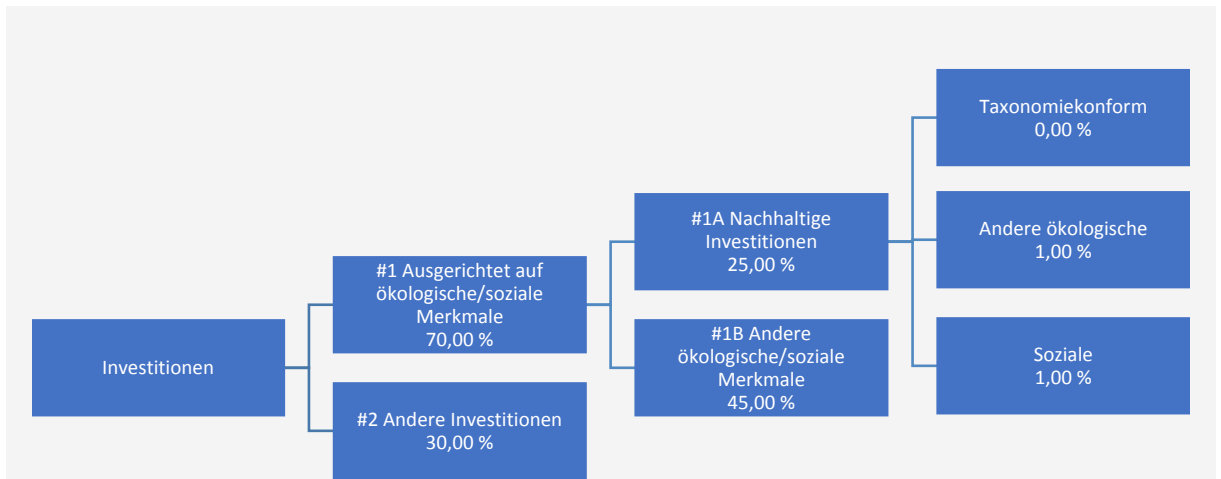 Investitionen
#1 Ausgerichtet auf
ökologische/soziale
Merkmale
70,00 %
#2 Andere Investitionen
30,00 %
#1A Nachhaltige
Investitionen
25,00 %
#1B Andere
ökologische/soziale
Merkmale
45,00 %
Taxonomiekonform
0,00 %
Andere ökologische
1,00 %
Soziale
1,00 %